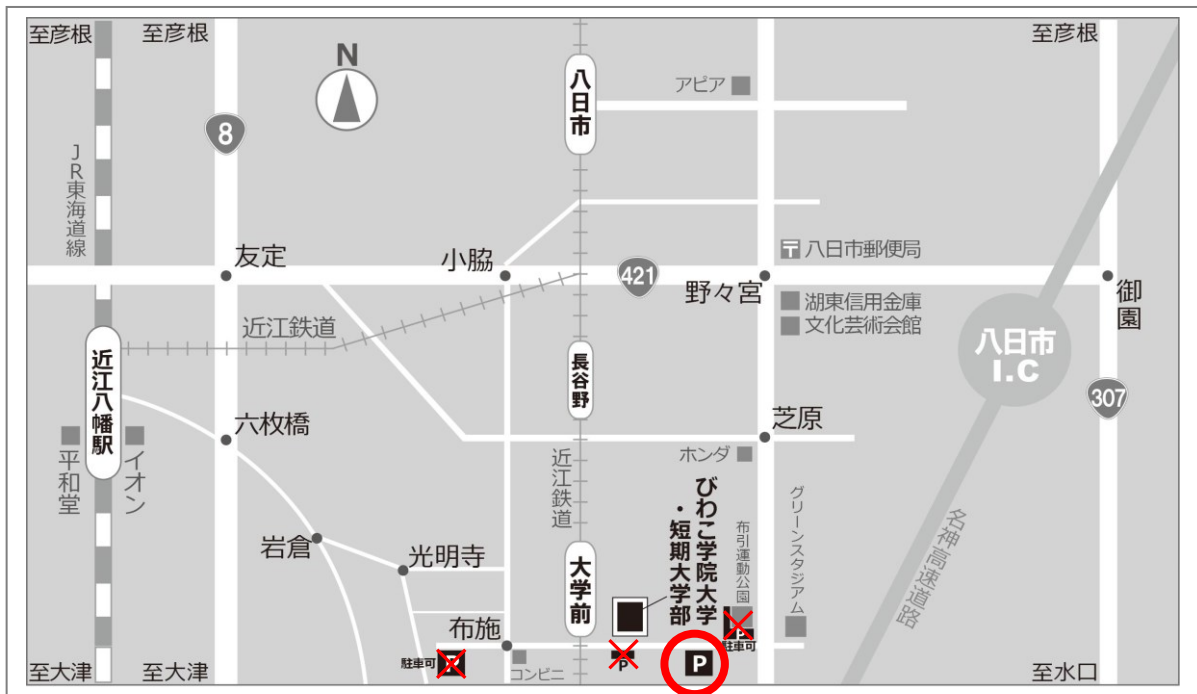 至彦根
至彦根
至彦根
N
八日市
アピア
8
JR東海道線
友定
小脇
421
野々宮
〒八日市郵便局
御園
湖東信用金庫
文化芸術会館
近江鉄道
八日市
I.C
近江八幡駅
長谷野
307
六枚橋
芝原
平和堂
イオン
ホンダ
近江鉄道
びわこ学院大学
・短期大学部
布引運動公園
グリーンスタジアム
名神高速道路
岩倉
光明寺
大学前
布施
駐車可
P
コンビニ
P
P
P
駐車可
至大津
至大津
至水口